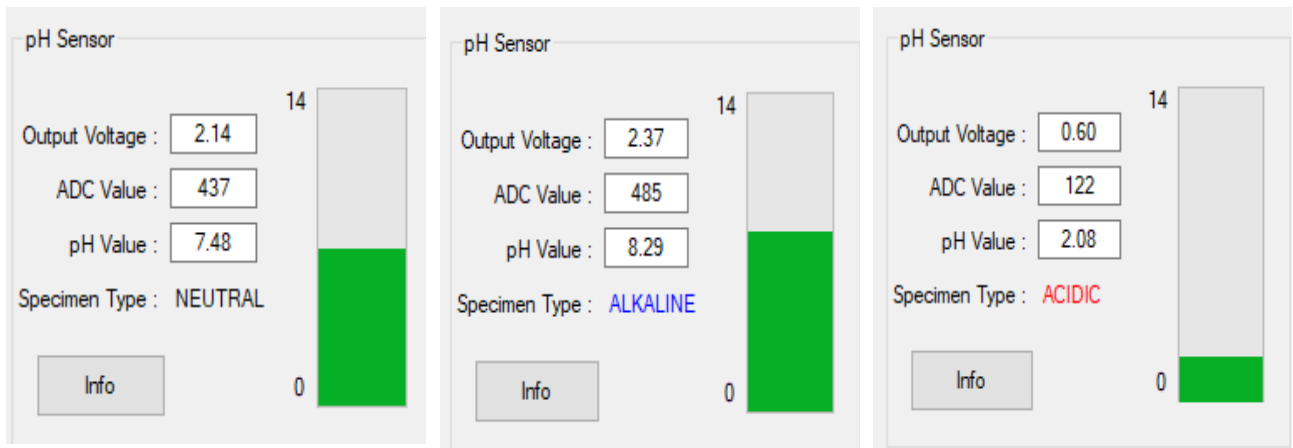 pH Sensor
14
Output Voltage : 2.14
ADC Value : 437
pH Value : 7.48
Specimen Type : NEUTRAL
Info
0
pH Sensor
14
Output Voltage : 2.37
ADC Value : 485
pH Value : 8.29
Specimen Type : ALKALINE
Info
0
pH Sensor
14
Output Voltage : 0.60
ADC Value : 122
pH Value : 2.08
Specimen Type : ACIDIC
Info
0